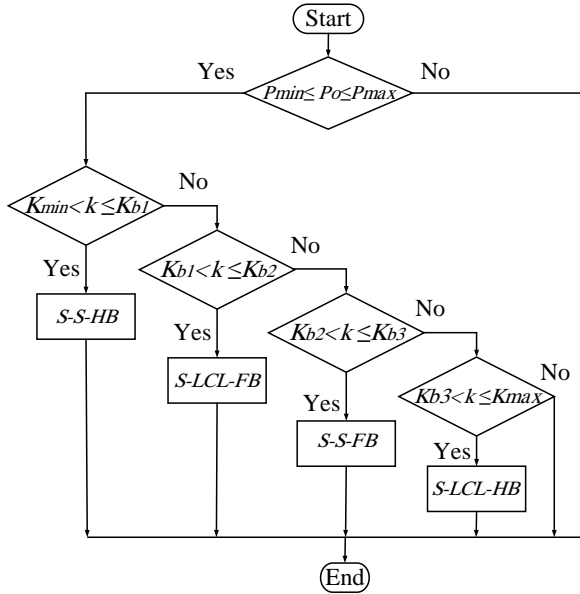 Start
Yes
No
Pmin≤ Po≤Pmax
No
Kmin<k≤Kb1
No
Yes
Kb1<k≤Kb2
No
S-S-HB
Yes
Kb2<k≤Kb3
No
S-LCL-FB
Yes
Kb3<k≤Kmax
S-S-FB
Yes
S-LCL-HB
End